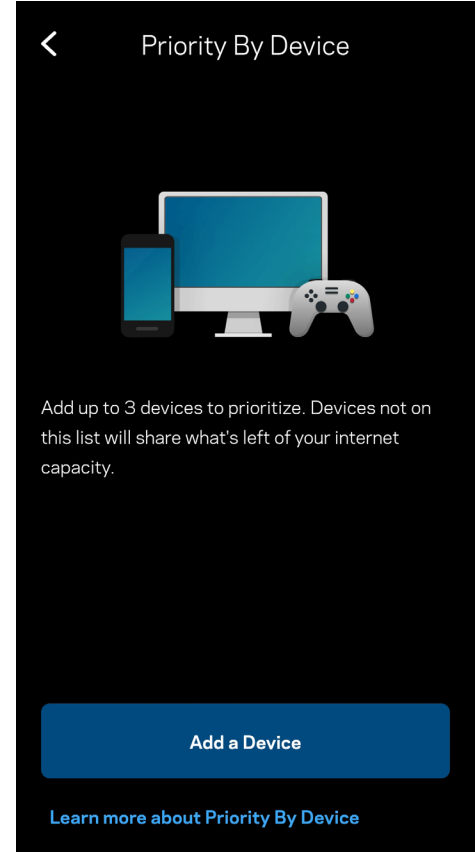 Priority By Device
Add up to 3 devices to prioritize. Devices not on
this list will share what's left of your internet
capacity.
Add a Device
Learn more about Priority By Device